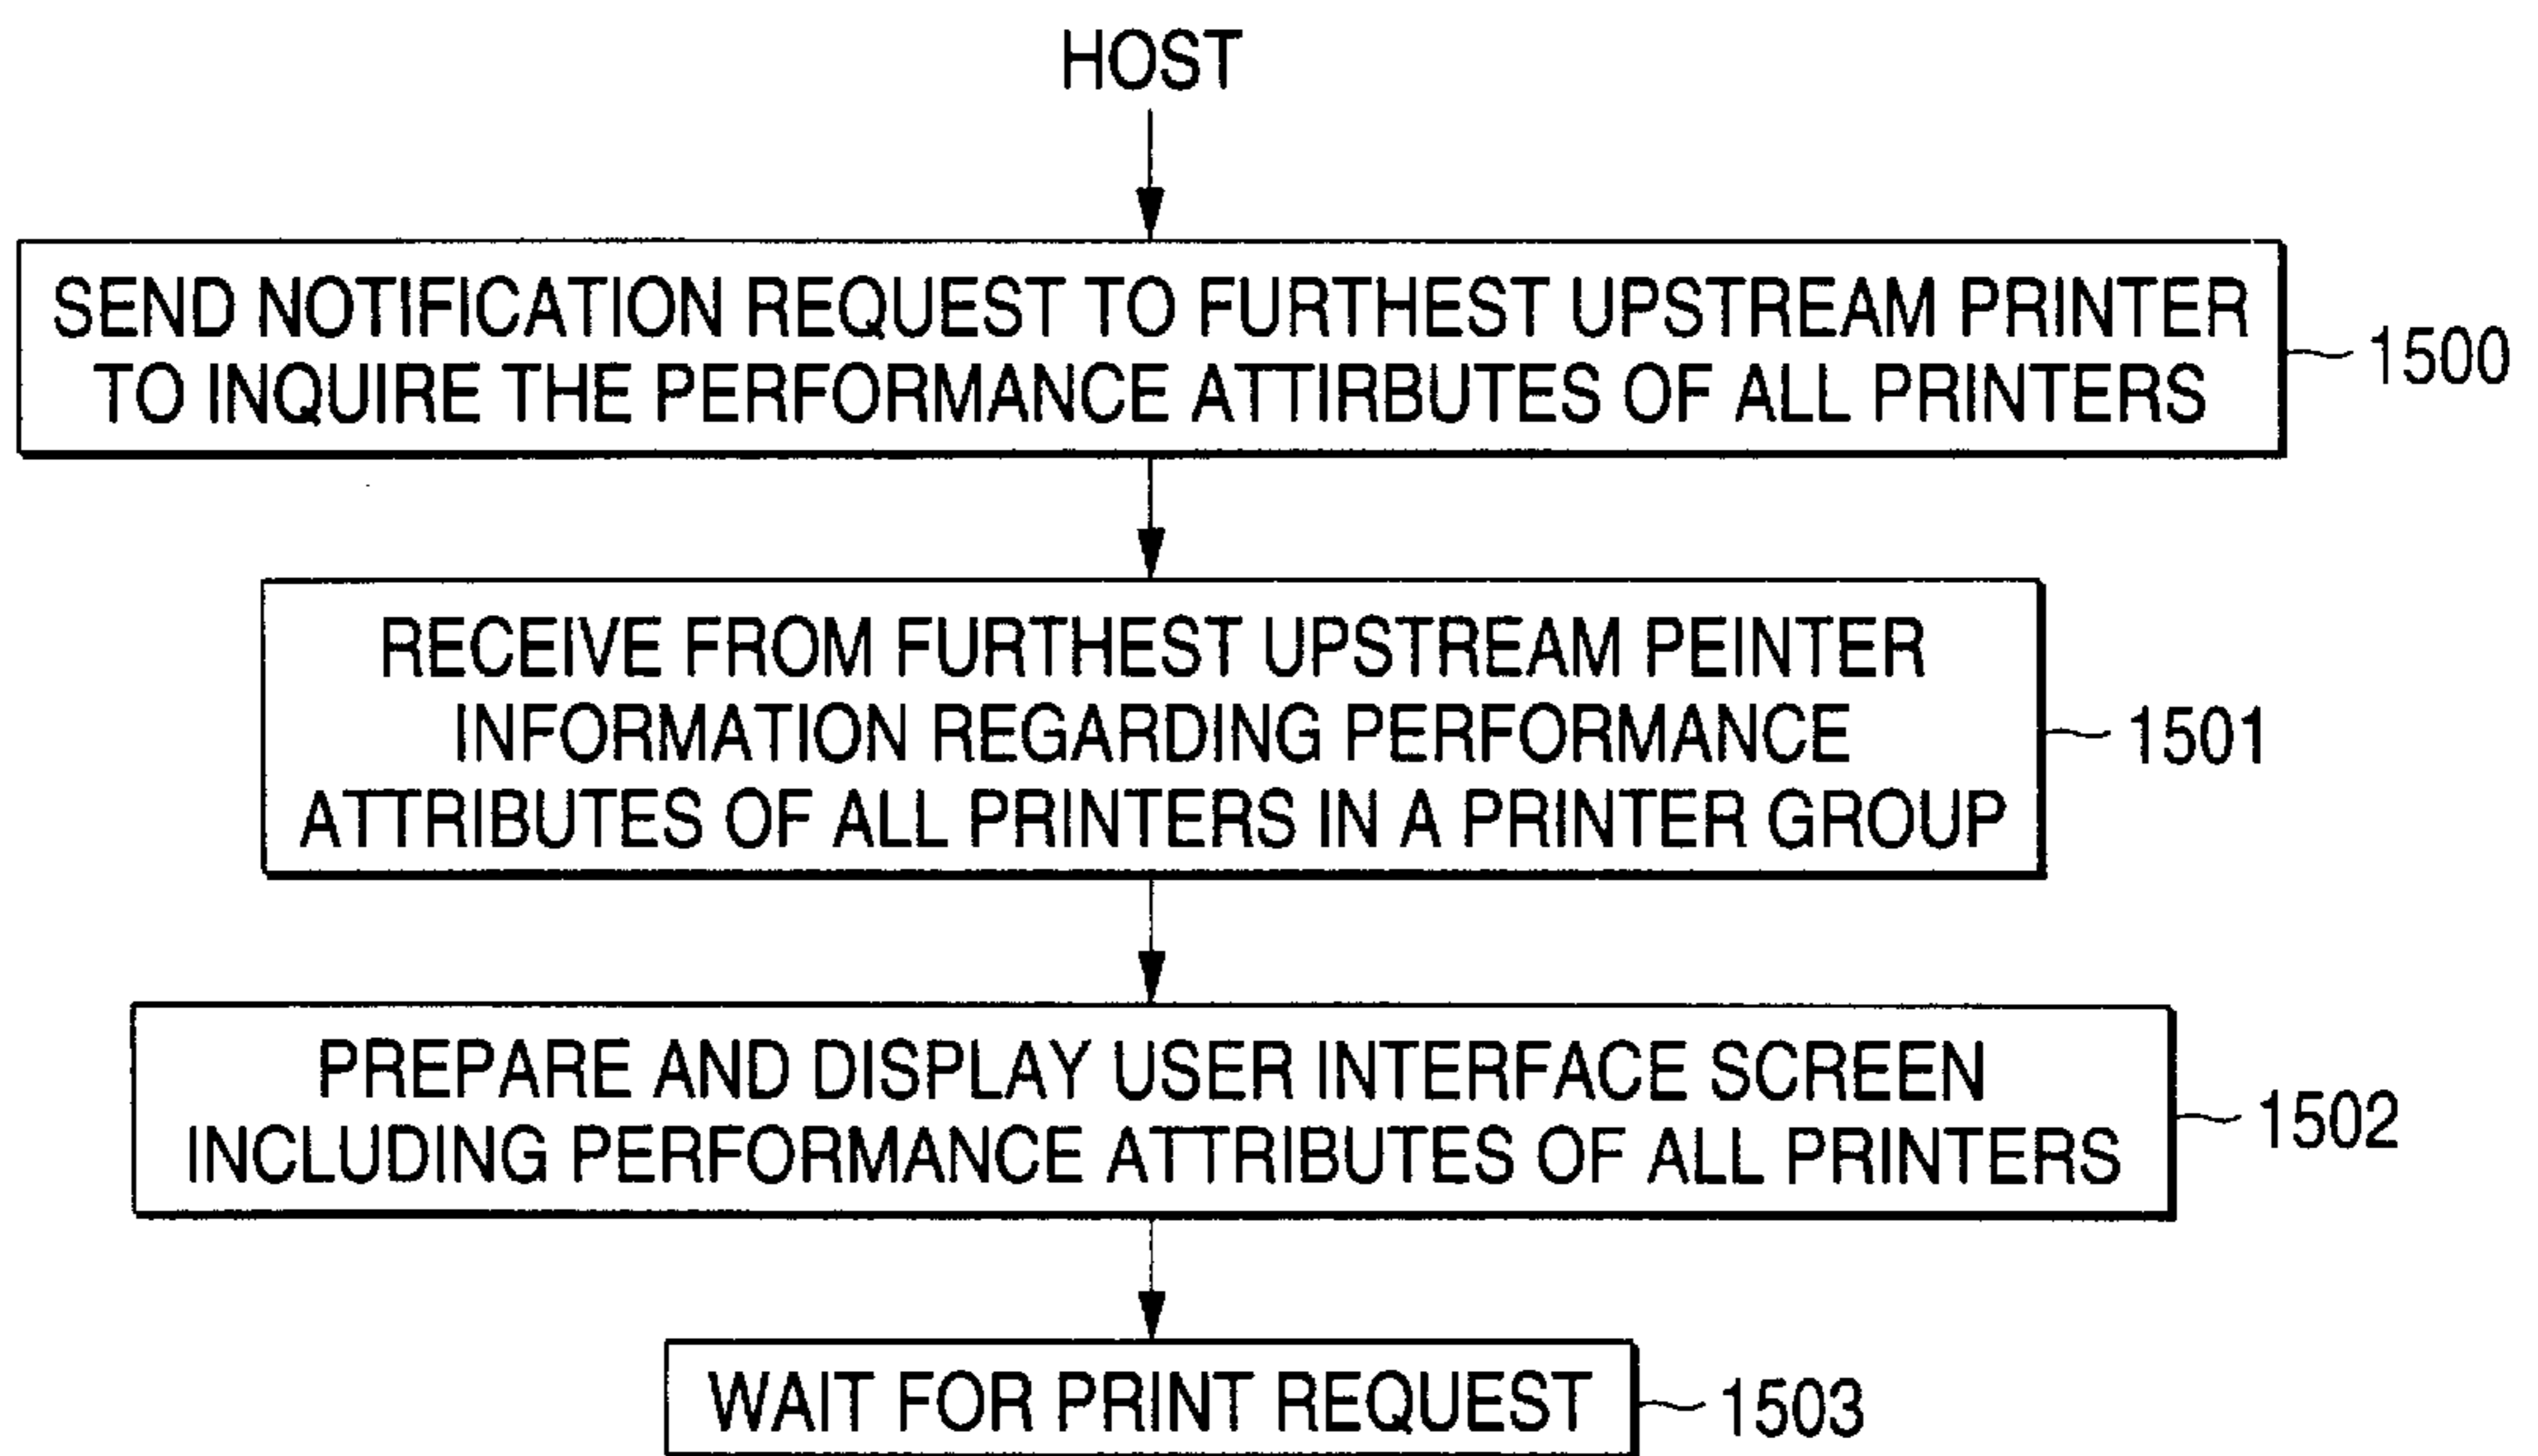 HOST
SEND NOTIFICATION REQUEST TO FURTHEST UPSTREAM PRINTER
TO INQUIRE THE PERFORMANCE ATTIRBUTES OF ALL PRINTERS
1500
RECEIVE FROM FURTHEST UPSTREAM PEINTER
INFORMATION REGARDING PERFORMANCE
ATTRIBUTES OF ALL PRINTERS IN A PRINTER GROUP
1501
PREPARE AND DISPLAY USER INTERFACE SCREEN
INCLUDING PERFORMANCE ATTRIBUTES OF ALL PRINTERS
1502
WAIT FOR PRINT REQUEST
1503